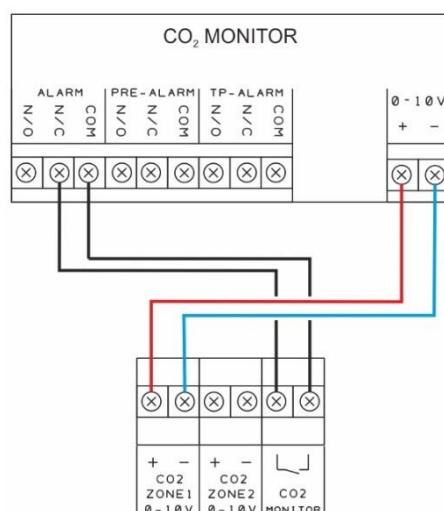 CO₂ MONITOR
ALARM PRE-ALARM TP-ALARM
N/O N/C COM N/O N/C COM N/O N/C COM
0-10V
+ -
+ - + -
CO2 CO2 CO2
ZONE1 ZONE2 MONITOR
0-10V 0-10V